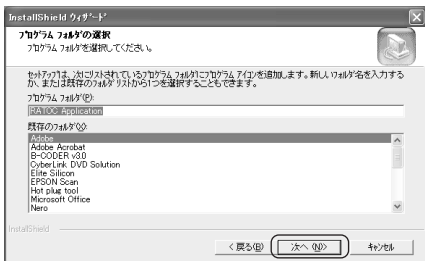 InstallShield ウィザード
プログラム フォルダの選択
プログラム フォルダを選択してください。
セットアップは、次にリストされているプログラム フォルダにプログラム アイコンを追加します。新しいフォルダ名を入力する
か、または既存のフォルダ リストから1つを選択することもできます。
プログラム フォルダ(P):
RATOC Application
既存のフォルダ(X):
Adobe
Adobe Acrobat
B-CODER v3.0
CyberLink DVD Solution
Elite Silicon
EPSON Scan
Hot plug tool
Microsoft Office
Nero
InstallShield
< 戻る(B)
次へ (N)>
キャンセル